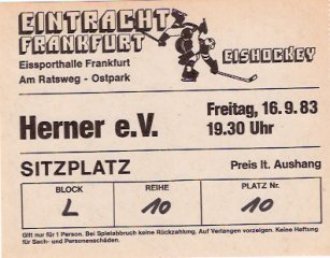 EINTRACHT
FRANKFURT
EISHOCKEY
Eissporthalle Frankfurt
Am Ratsweg - Ostpark
Herner e.V.
Freitag, 16.9.83
19.30 Uhr
SITZPLATZ
Preis lt. Aushang
BLOCK REIHE PLATZ Nr.
L 10 10
Gilt nur für 1 Person. Bei Spielabbruch keine Rückzahlung. Auf Verlangen vorzeigen. Keine Haftung
für Sach- und Personenschäden.